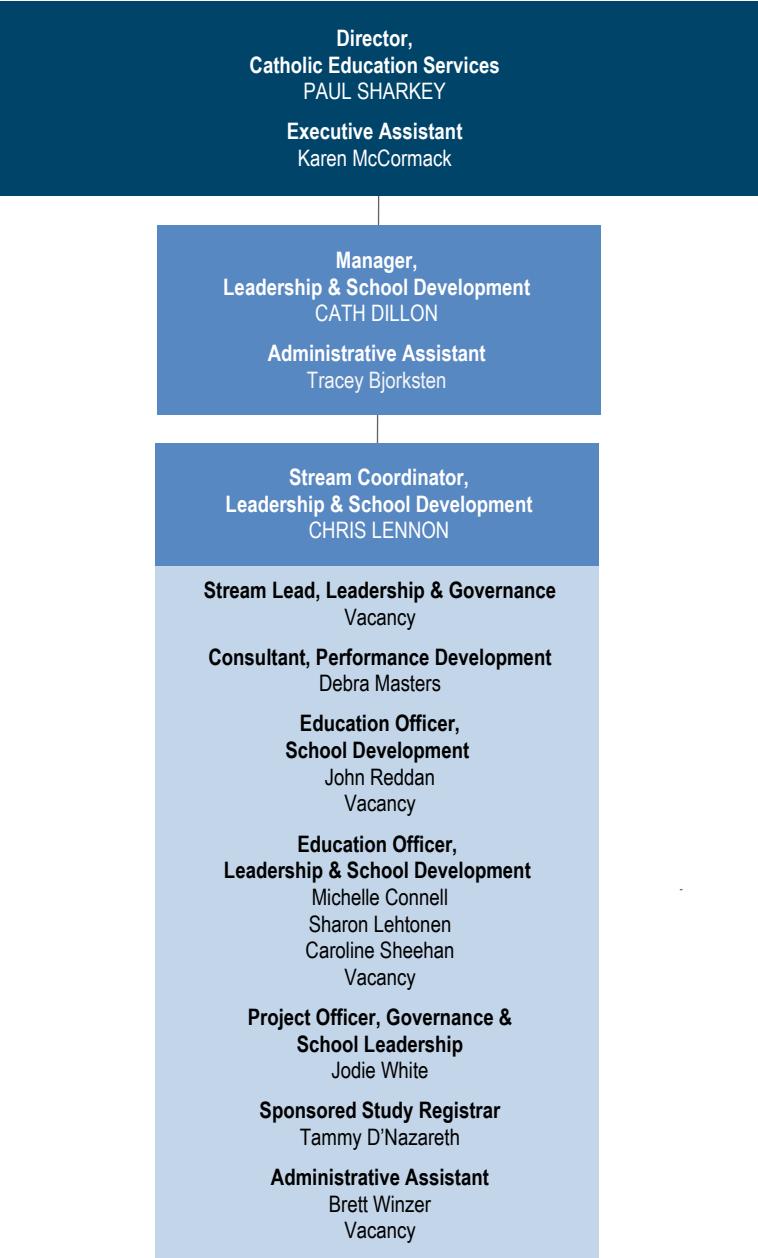 Director,
Catholic Education Services
PAUL SHARKEY
Executive Assistant
Karen McCormack
Manager,
Leadership & School Development
CATH DILLON
Administrative Assistant
Tracey Bjorksten
Stream Coordinator,
Leadership & School Development
CHRIS LENNON
Stream Lead, Leadership & Governance
Vacancy
Consultant, Performance Development
Debra Masters
Education Officer,
School Development
John Reddan
Vacancy
Education Officer,
Leadership & School Development
Michelle Connell
Sharon Lehtonen
Caroline Sheehan
Vacancy
Project Officer, Governance &
School Leadership
Jodie White
Sponsored Study Registrar
Tammy D’Nazareth
Administrative Assistant
Brett Winzer
Vacancy